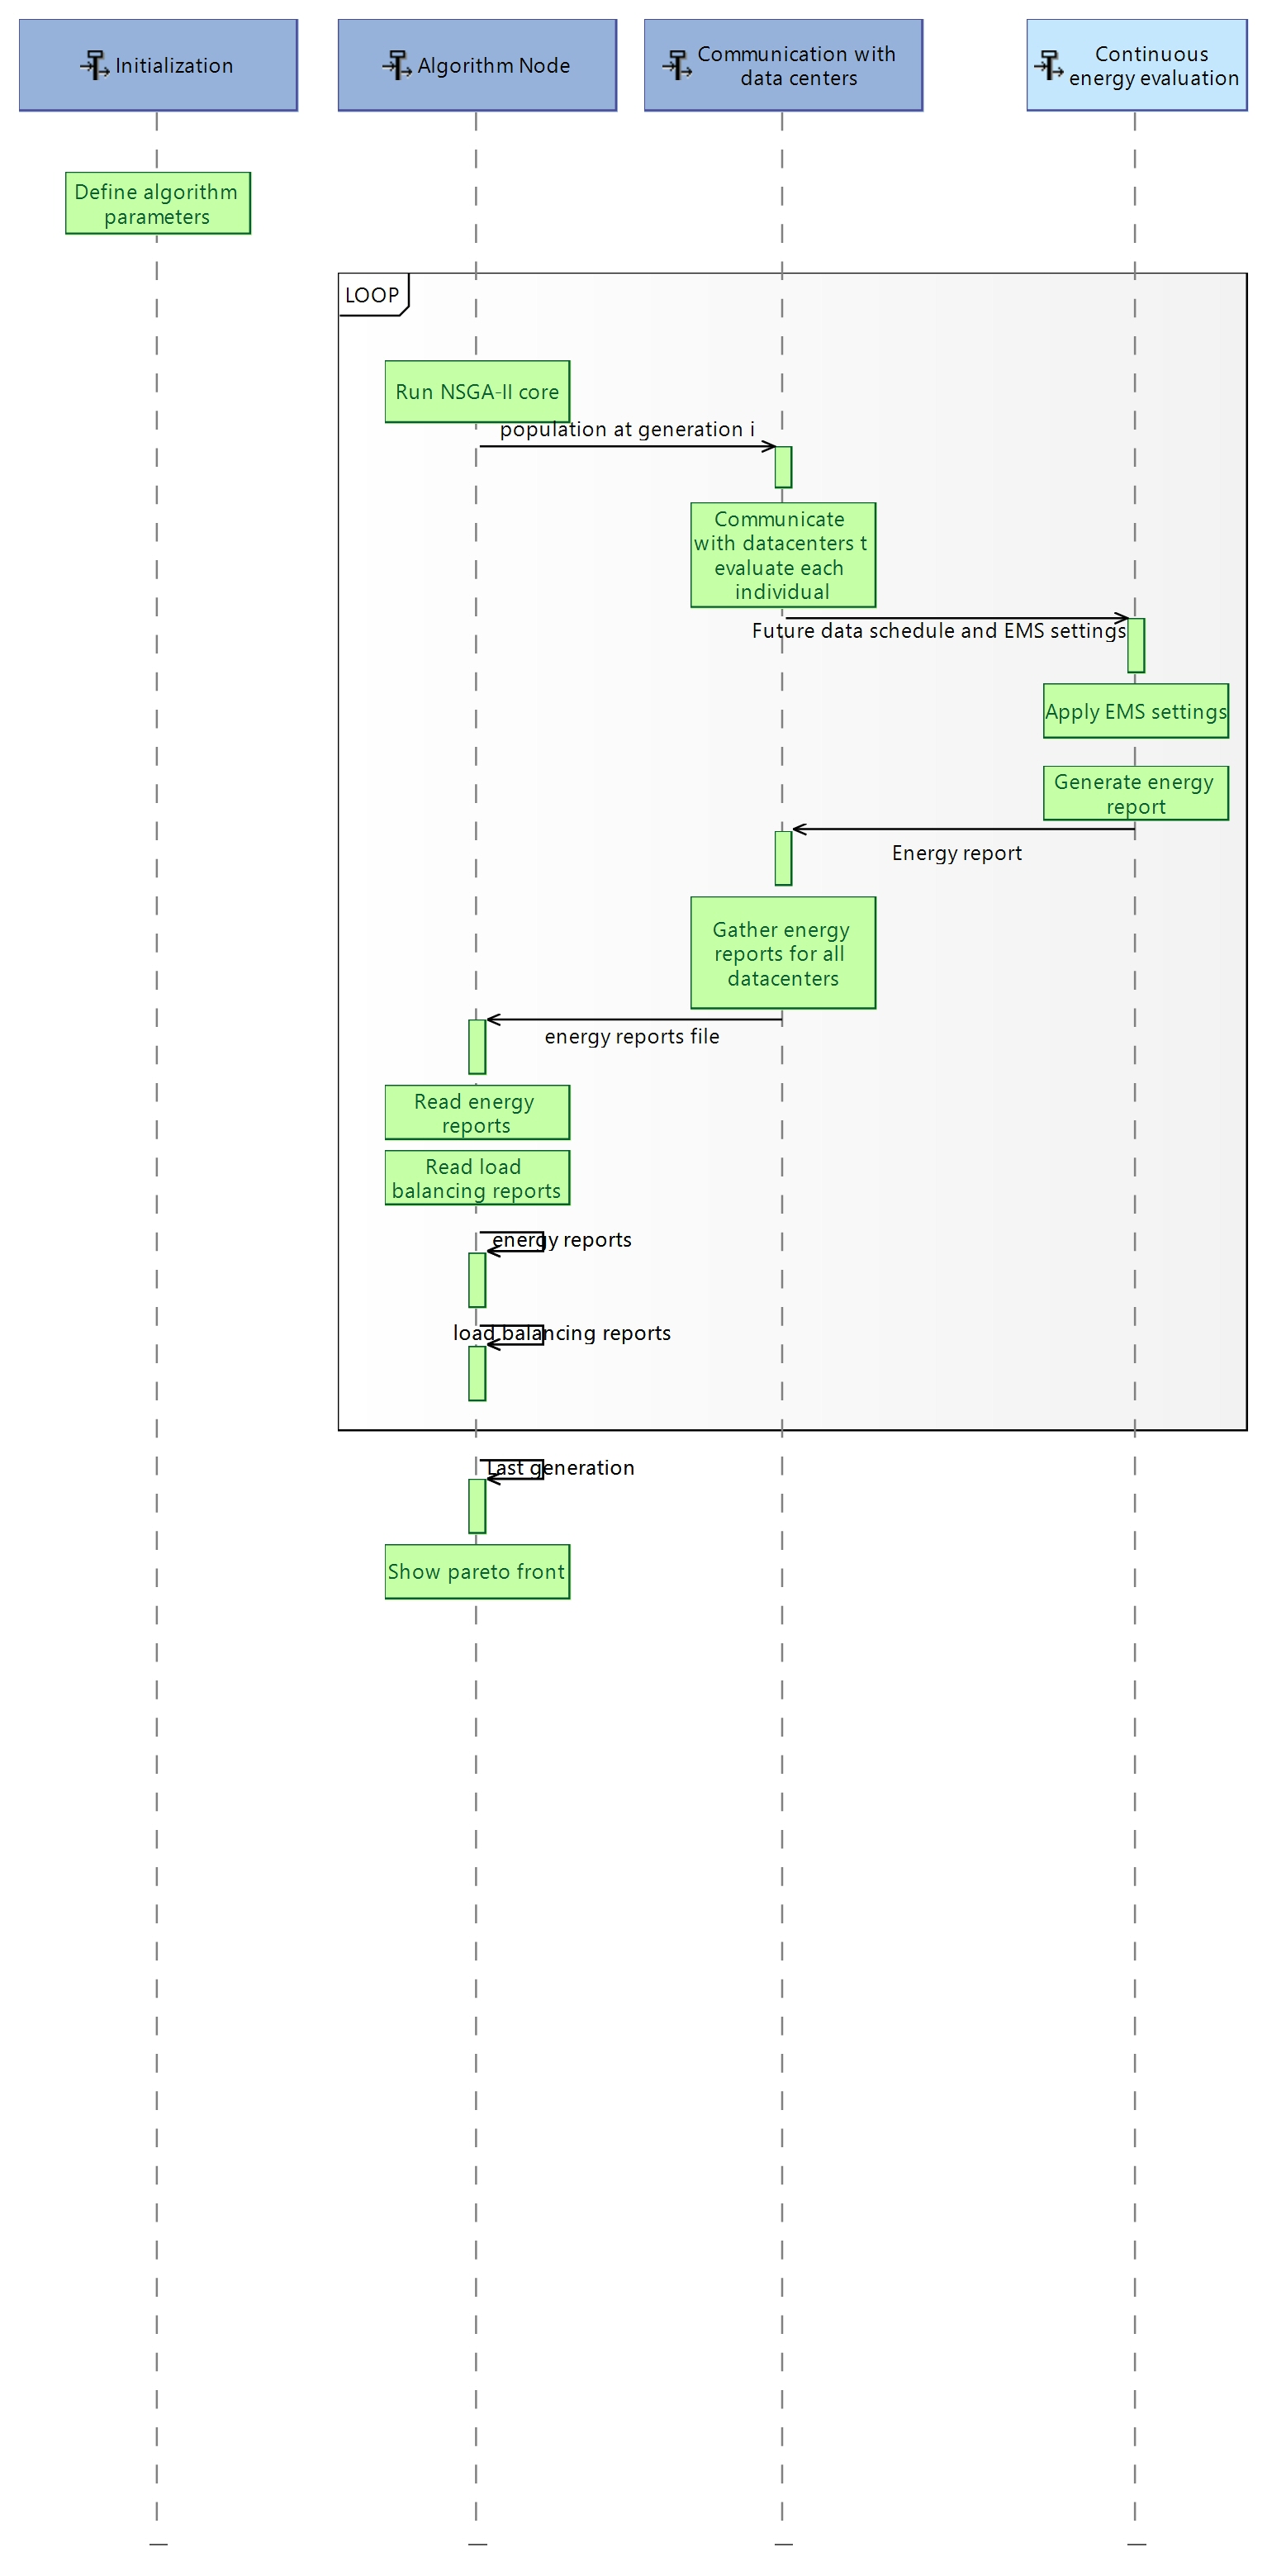 Initialization
Algorithm Node
Communication with
data centers
Continuous
energy evaluation
Define algorithm
parameters
LOOP
Run NSGA-II core
population at generation i
Communicate
with datacenters t
evaluate each
individual
Future data schedule and EMS settings
Apply EMS settings
Generate energy
report
Energy report
Gather energy
reports for all
datacenters
energy reports file
Read energy
reports
Read load
balancing reports
energy reports
load balancing reports
Last generation
Show pareto front